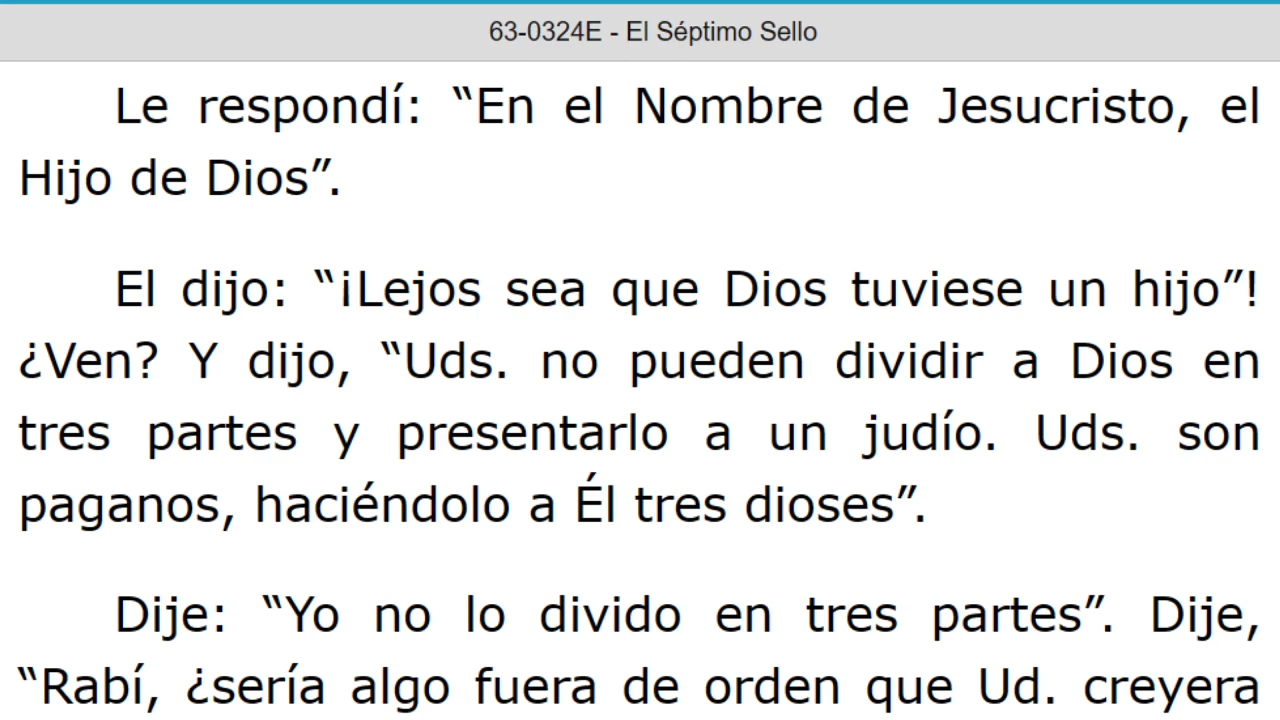 63-0324E - El Séptimo Sello
Le respondí: “En el Nombre de Jesucristo, el
Hijo de Dios”.
El dijo: “¡Lejos sea que Dios tuviese un hijo”!
¿Ven? Y dijo, “Uds. no pueden dividir a Dios en
tres partes y presentarlo a un judío. Uds. son
paganos, haciéndolo a Él tres dioses”.
Dije: “Yo no lo divido en tres partes”. Dije,
“Rabí, ¿sería algo fuera de orden que Ud. creyera